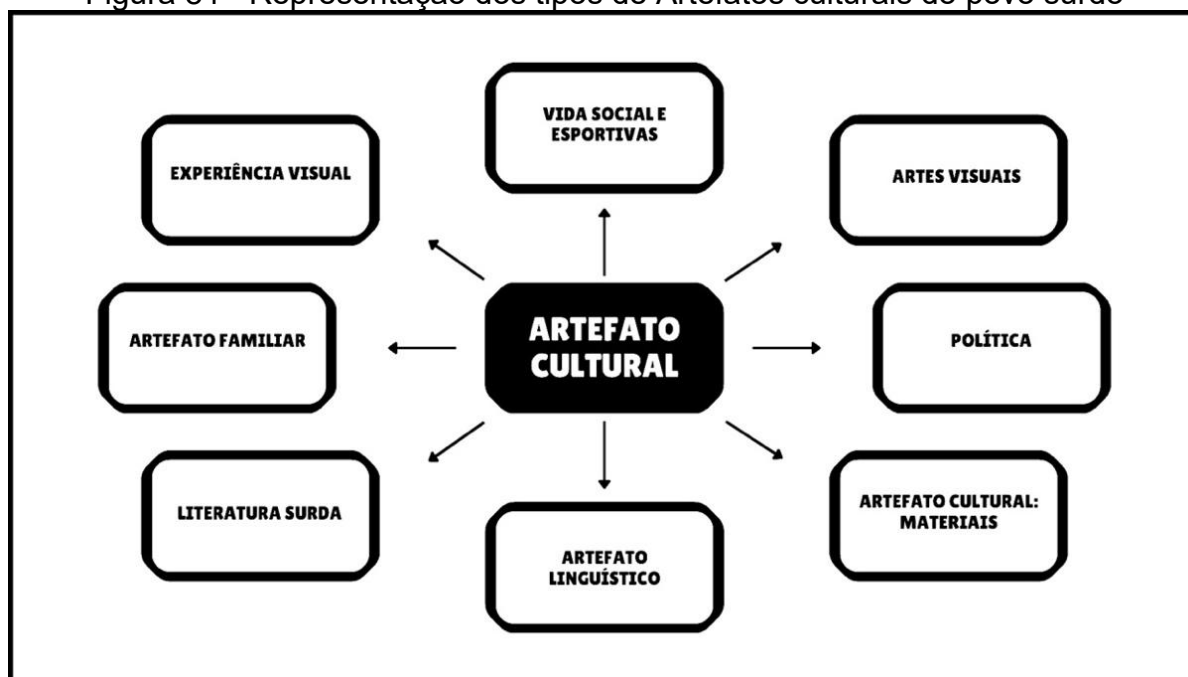 Representação dos tipos de Artefatos culturais do povo surdo
VIDA SOCIAL E
ESPORTIVAS
EXPERIÊNCIA VISUAL
ARTES VISUAIS
ARTEFATO FAMILIAR
ARTEFATO
CULTURAL
POLÍTICA
LITERATURA SURDA
ARTEFATO CULTURAL:
MATERIAIS
ARTEFATO
LINGUÍSTICO